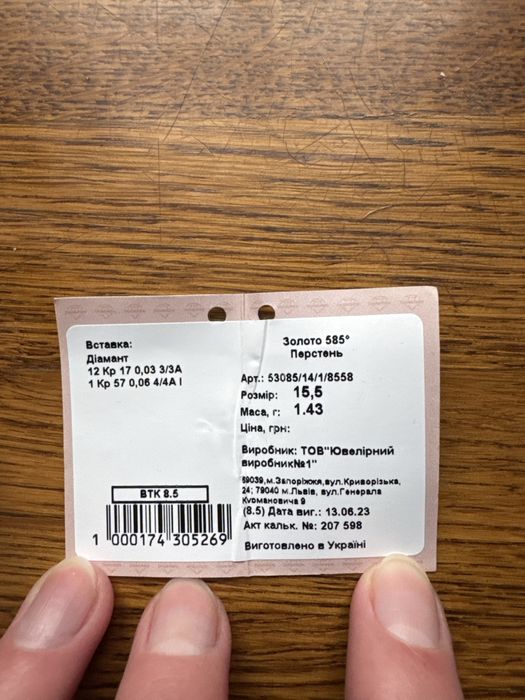 Вставка:
Діамант
12 Кр 17 0,03 3/3А
1 Кр 57 0,06 4/4А І
ВТК 8.5
1 000174 305269
Золото 585°
Перстень
Арт.: 53085/14/1/8558
Розмір: 15,5
Маса, г: 1.43
Ціна, грн:
Виробник: ТОВ"Ювелірний
виробник№1"
69039,м.Запоріжжя,вул.Криворізька,
24; 79040 м.Львів, вул.Генерала
Курмановича 9
(8.5) Дата виг.: 13.06.23
Акт кальк. №: 207 598
Виготовлено в Україні